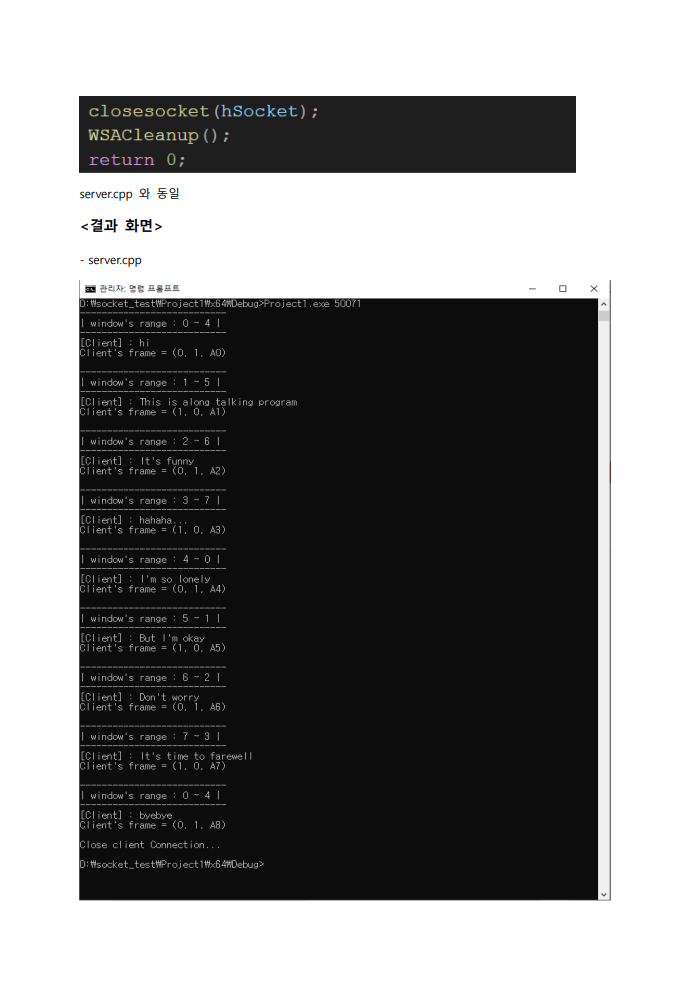 closesocket(hSocket);
WSACleanup();
return 0;
server.cpp 와 동일
<결과 화면>
- server.cpp
관리자: 명령 프롬프트
D:₩socket_test₩Project1₩x64₩Debug>Project1.exe 50071
----------------------------
| window's range : 0 ~ 4 |
----------------------------
[Client] : hi
Client's frame = (0, 1, A0)
----------------------------
| window's range : 1 ~ 5 |
----------------------------
[Client] : This is along talking program
Client's frame = (1, 0, A1)
----------------------------
| window's range : 2 ~ 6 |
----------------------------
[Client] : It's funny
Client's frame = (0, 1, A2)
----------------------------
| window's range : 3 ~ 7 |
----------------------------
[Client] : hahaha...
Client's frame = (1, 0, A3)
----------------------------
| window's range : 4 ~ 0 |
----------------------------
[Client] : I'm so lonely
Client's frame = (0, 1, A4)
----------------------------
| window's range : 5 ~ 1 |
----------------------------
[Client] : But I'm okay
Client's frame = (1, 0, A5)
----------------------------
| window's range : 6 ~ 2 |
----------------------------
[Client] : Don't worry
Client's frame = (0, 1, A6)
----------------------------
| window's range : 7 ~ 3 |
----------------------------
[Client] : It's time to farewell
Client's frame = (1, 0, A7)
----------------------------
| window's range : 0 ~ 4 |
----------------------------
[Client] : byebye
Client's frame = (0, 1, A8)
Close client Connection...
D:₩socket_test₩Project1₩x64₩Debug>